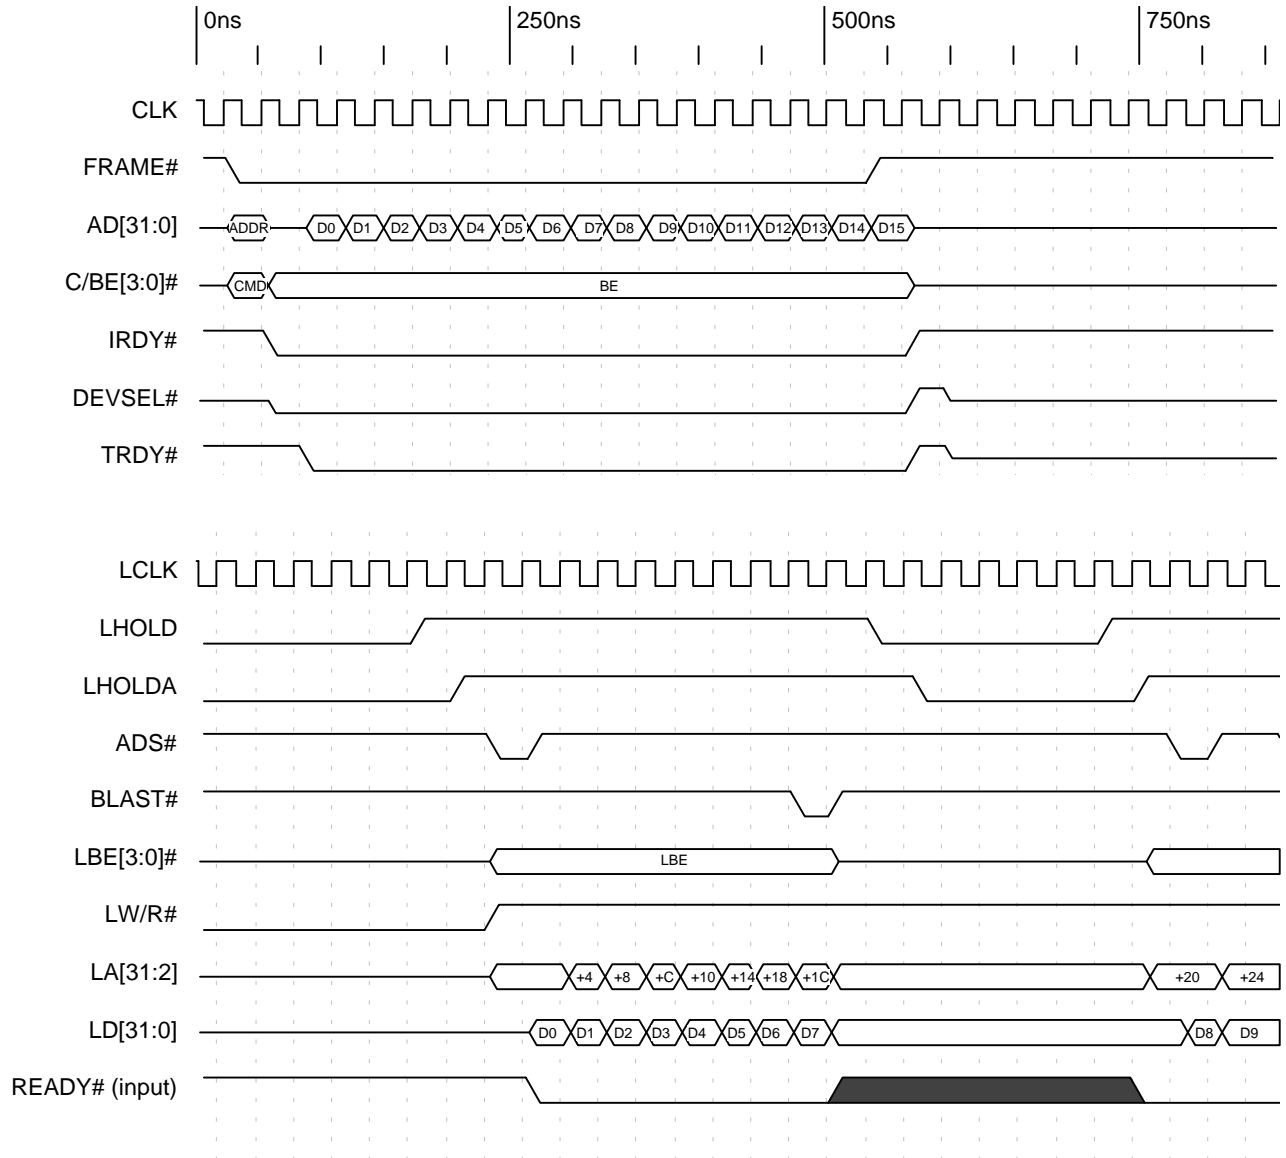 0ns 250ns 500ns 750ns
CLK
FRAME#
AD[31:0] ADDR D0 D1 D2 D3 D4 D5 D6 D7 D8 D9 D10 D11 D12 D13 D14 D15
C/BE[3:0]# CMD BE
IRDY#
DEVSEL#
TRDY#
LCLK
LHOLD
LHOLDA
ADS#
BLAST#
LBE[3:0]# LBE
LW/R#
LA[31:2] +4 +8 +C +10 +14 +18 +1C +20 +24
LD[31:0] D0 D1 D2 D3 D4 D5 D6 D7 D8 D9
READY# (input)